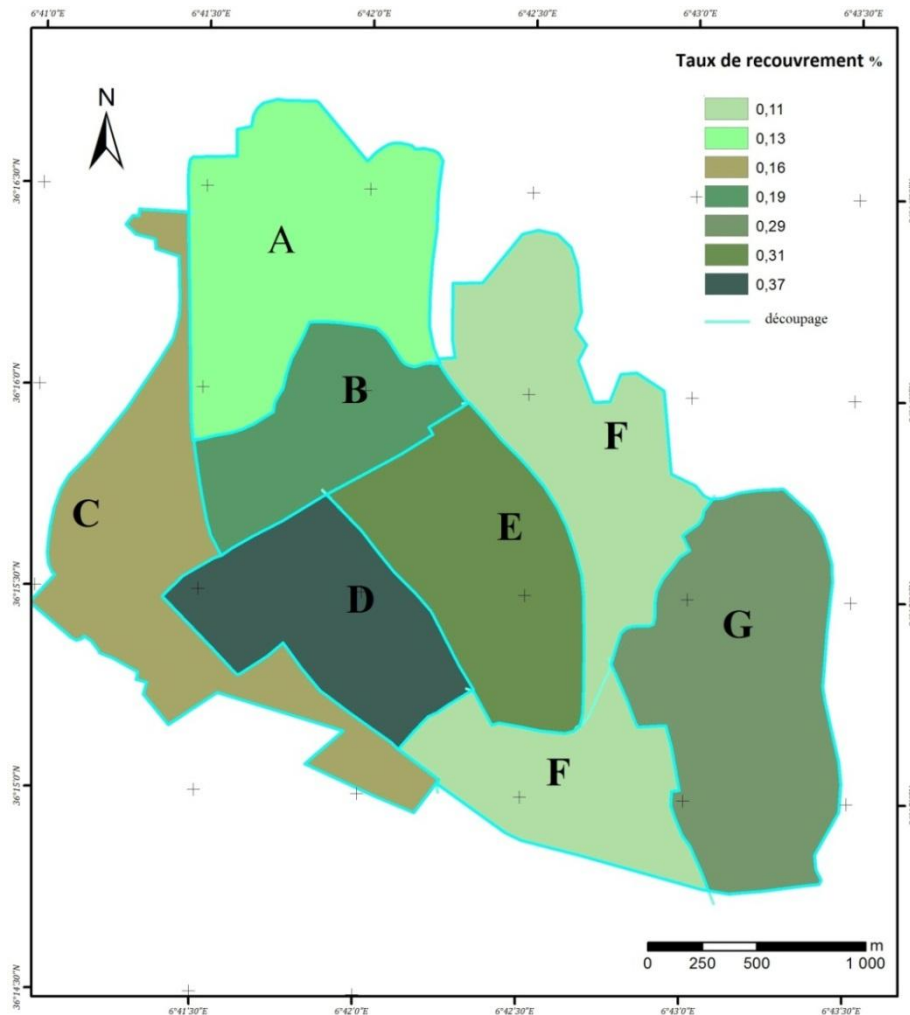 6°41'0"E 6°41'30"E 6°42'0"E 6°42'30"E 6°43'0"E 6°43'30"E
Taux de recouvrement %
0,11
0,13
0,16
0,19
0,29
0,31
0,37
découpage
N
36°16'30"N
A
36°16'0"N
B
F
C
E
36°15'30"N
D
G
F
36°15'0"N
m
0 250 500 1 000
36°14'30"N
6°41'30"E 6°42'0"E 6°42'30"E 6°43'0"E 6°43'30"E